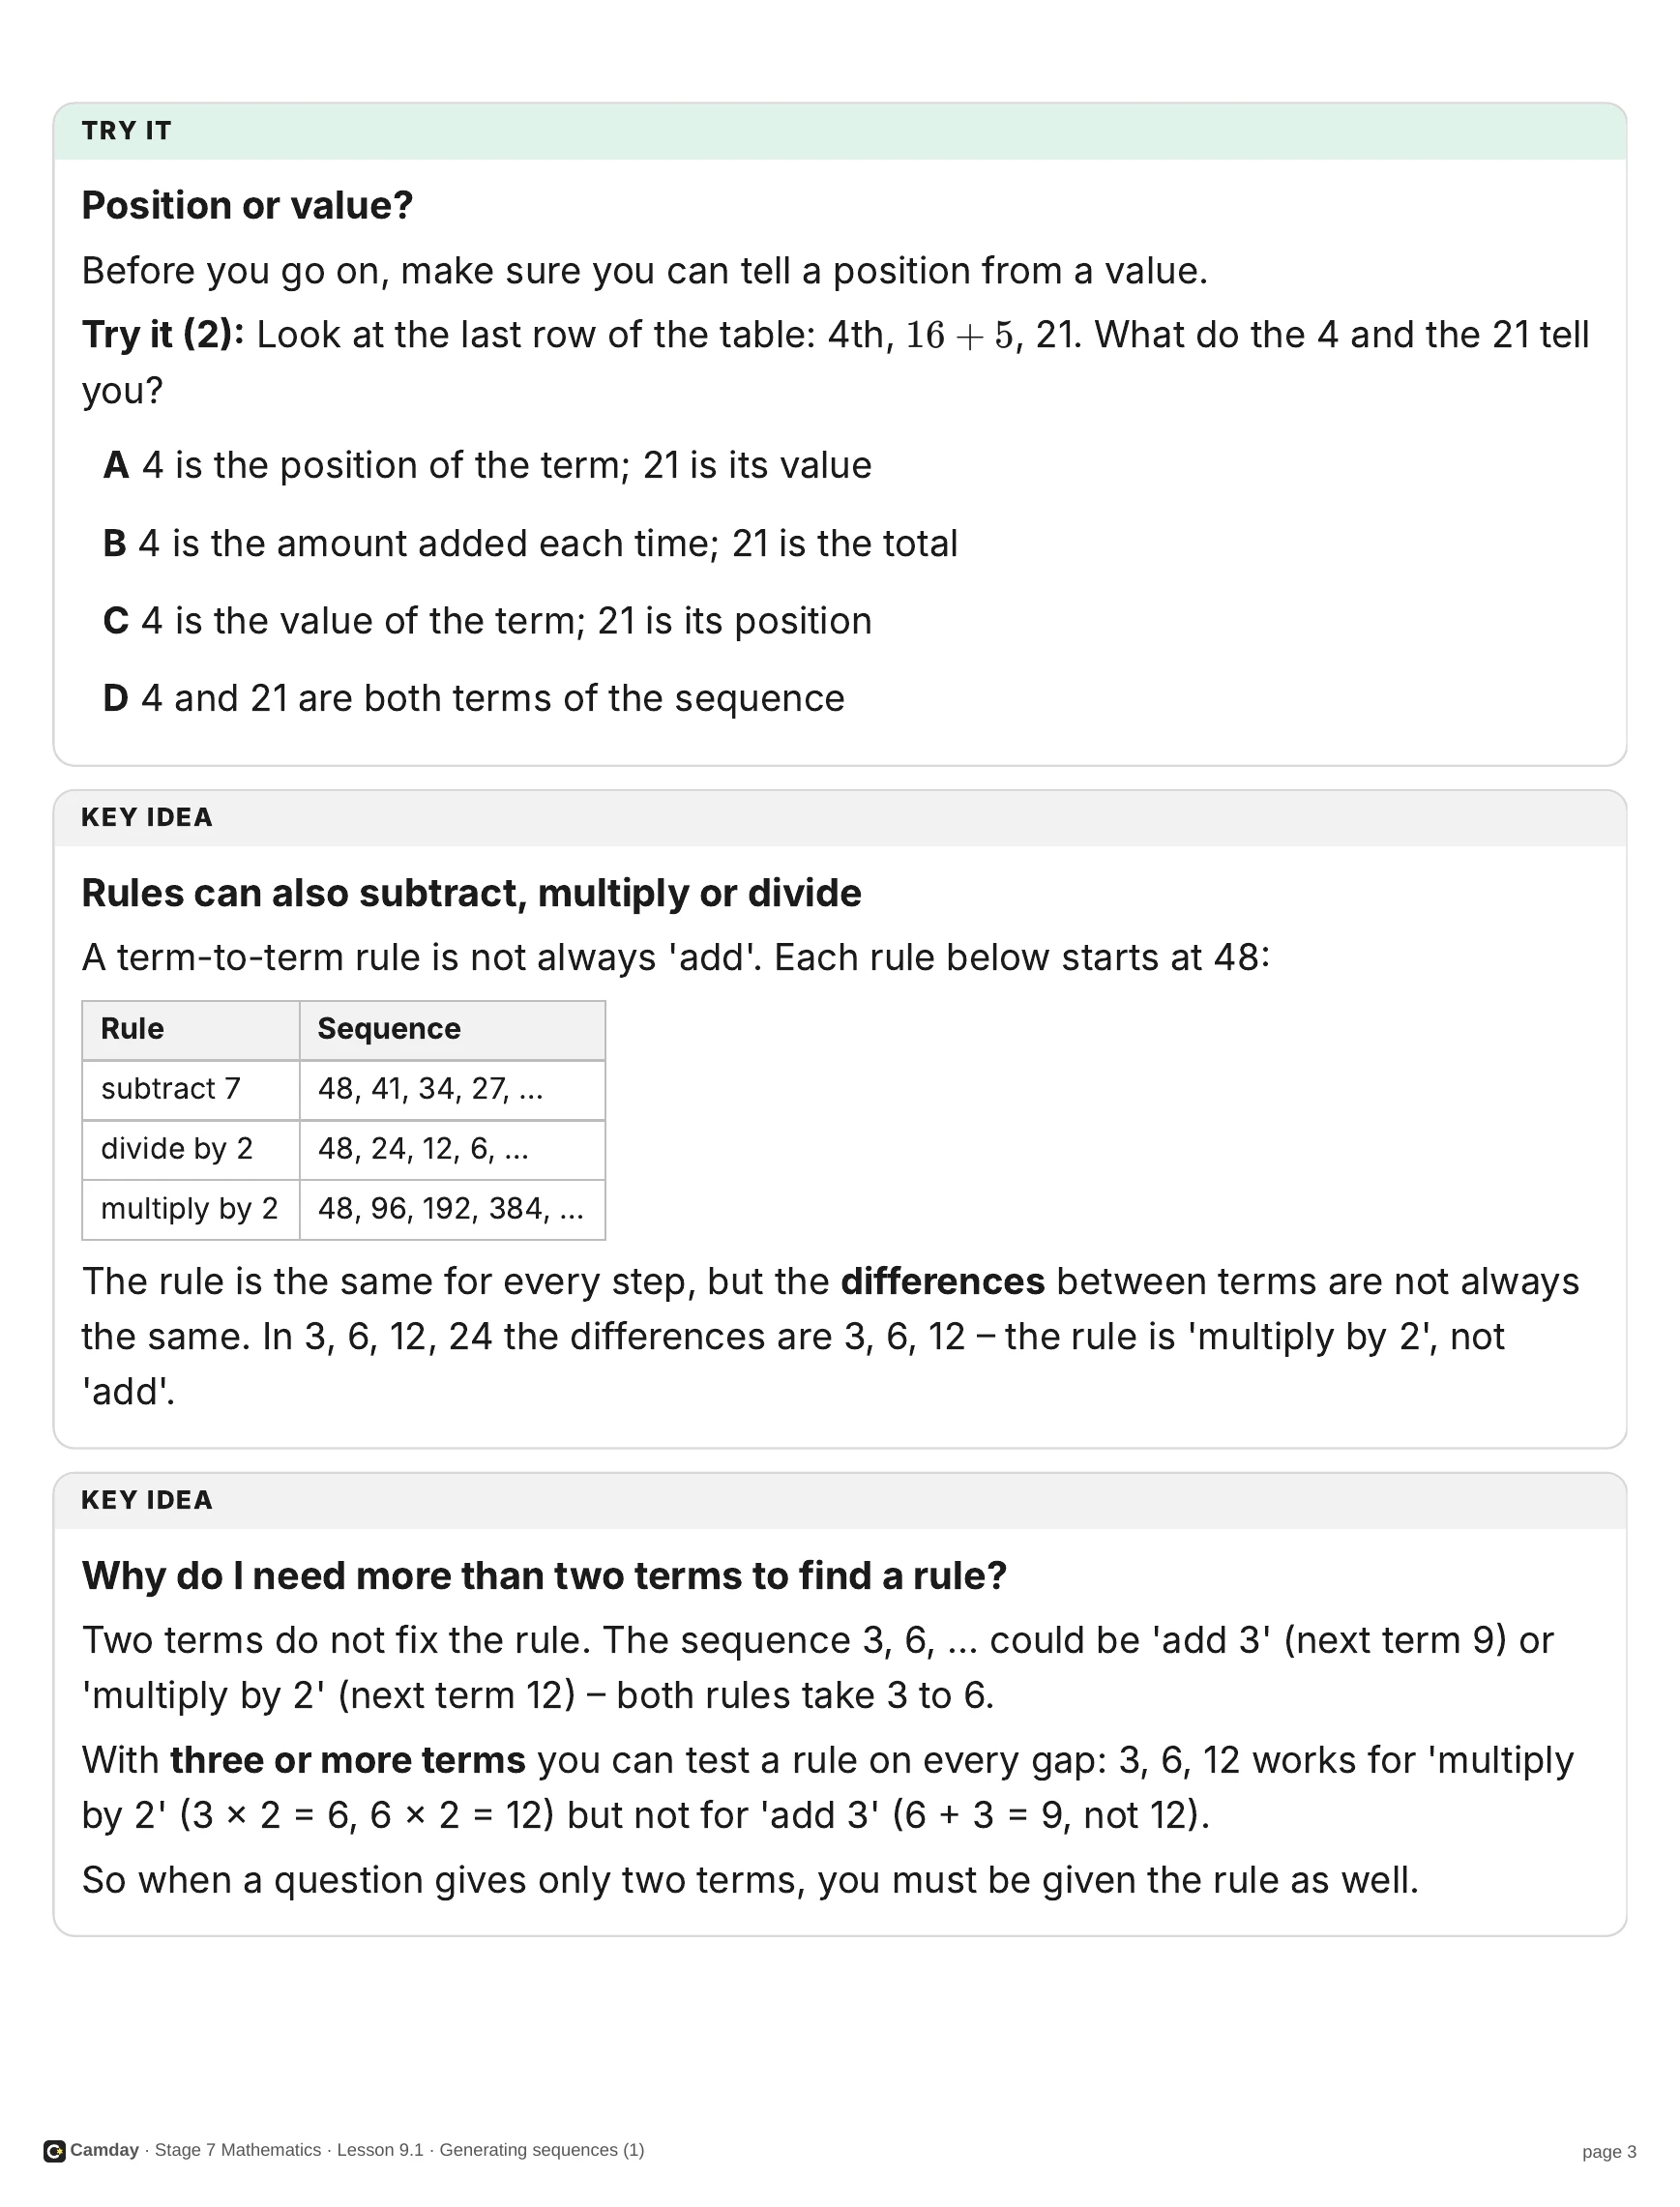 TRY IT
Position or value?
Before you go on, make sure you can tell a position from a value.
Try it (2): Look at the last row of the table: 4th, 16 + 5, 21. What do the 4 and the 21 tell
you?
A 4 is the position of the term; 21 is its value
B 4 is the amount added each time; 21 is the total
C 4 is the value of the term; 21 is its position
D 4 and 21 are both terms of the sequence
KEY IDEA
Rules can also subtract, multiply or divide
A term-to-term rule is not always 'add'. Each rule below starts at 48:
Rule Sequence
subtract 7 48, 41, 34, 27, ...
divide by 2 48, 24, 12, 6, ...
multiply by 2 48, 96, 192, 384, ...
The rule is the same for every step, but the differences between terms are not always
the same. In 3, 6, 12, 24 the differences are 3, 6, 12 – the rule is 'multiply by 2', not
'add'.
KEY IDEA
Why do I need more than two terms to find a rule?
Two terms do not fix the rule. The sequence 3, 6, ... could be 'add 3' (next term 9) or
'multiply by 2' (next term 12) – both rules take 3 to 6.
With three or more terms you can test a rule on every gap: 3, 6, 12 works for 'multiply
by 2' (3 × 2 = 6, 6 × 2 = 12) but not for 'add 3' (6 + 3 = 9, not 12).
So when a question gives only two terms, you must be given the rule as well.
Camday · Stage 7 Mathematics · Lesson 9.1 · Generating sequences (1) page 3